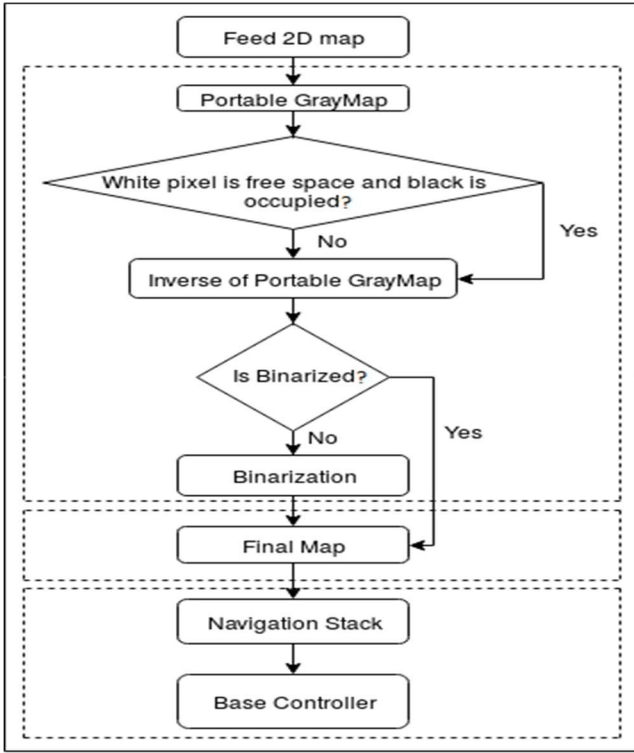 Feed 2D map
Portable GrayMap
White pixel is free space and black is
occupied?
Yes
No
Inverse of Portable GrayMap
Is Binarized?
Yes
No
Binarization
Final Map
Navigation Stack
Base Controller